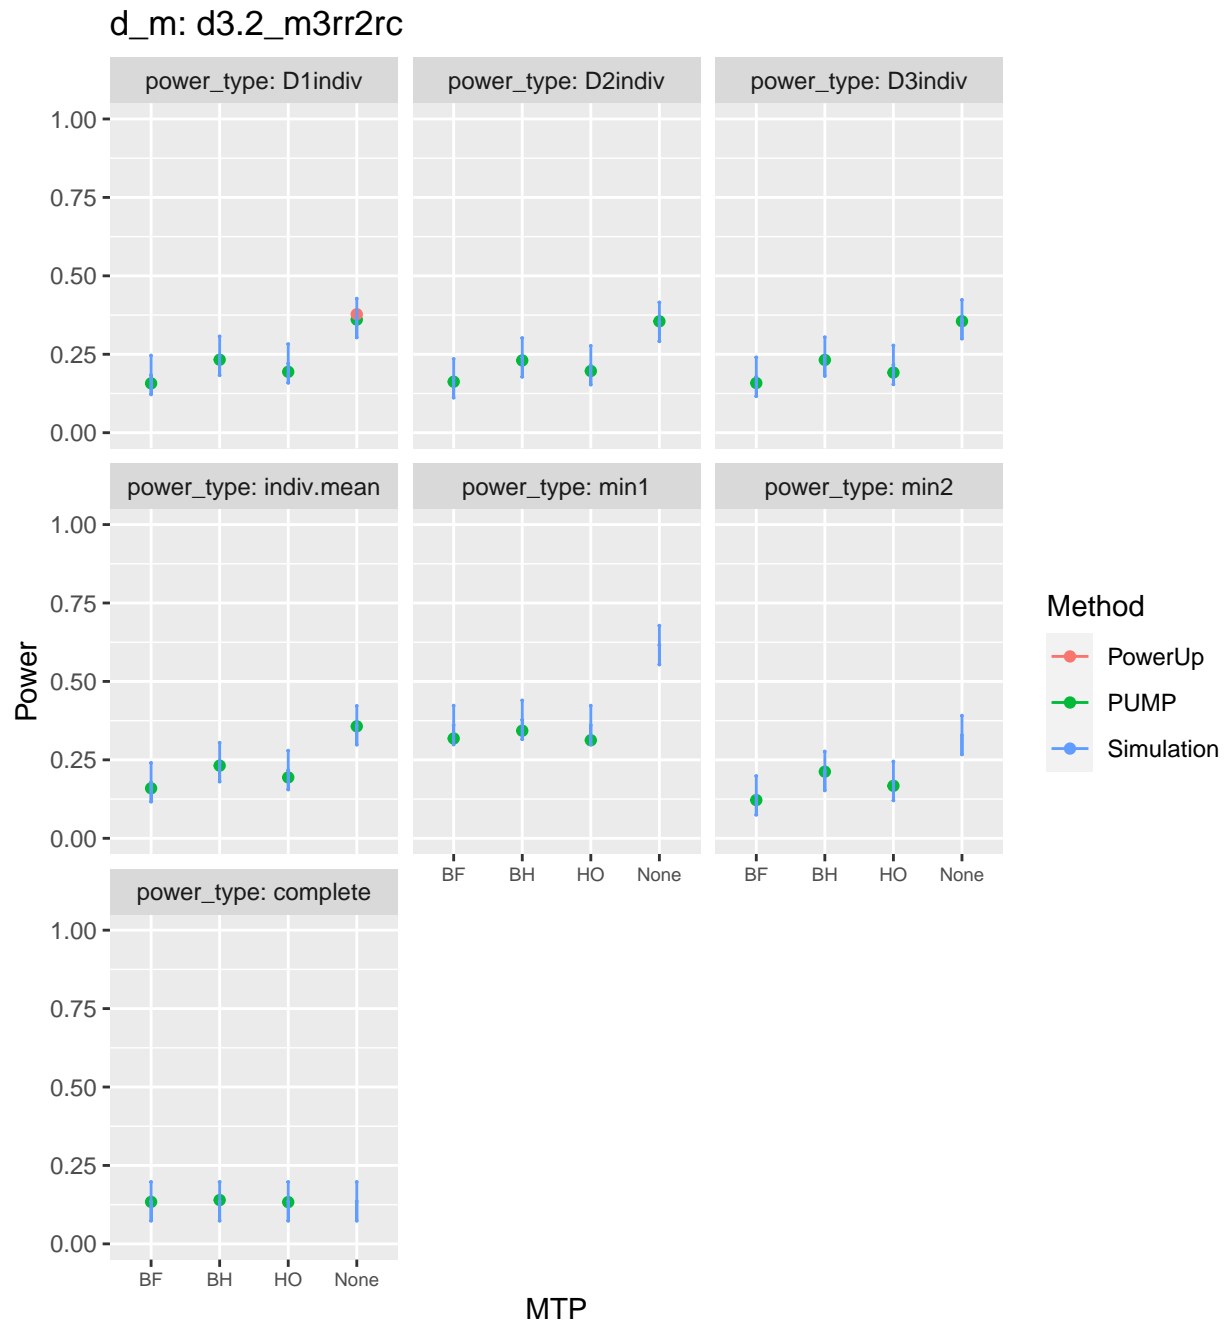 d_m: d3.2_m3rr2rc
power_type: D1indiv
power_type: D2indiv
power_type: D3indiv
1.00
0.75
0.50
0.25
0.00
power_type: indiv.mean
power_type: min1
power_type: min2
1.00
0.75
0.50
0.25
0.00
BF BH HO None
BF BH HO None
power_type: complete
1.00
0.75
0.50
0.25
0.00
BF BH HO None
MTP
Power
Method
PowerUp
PUMP
Simulation